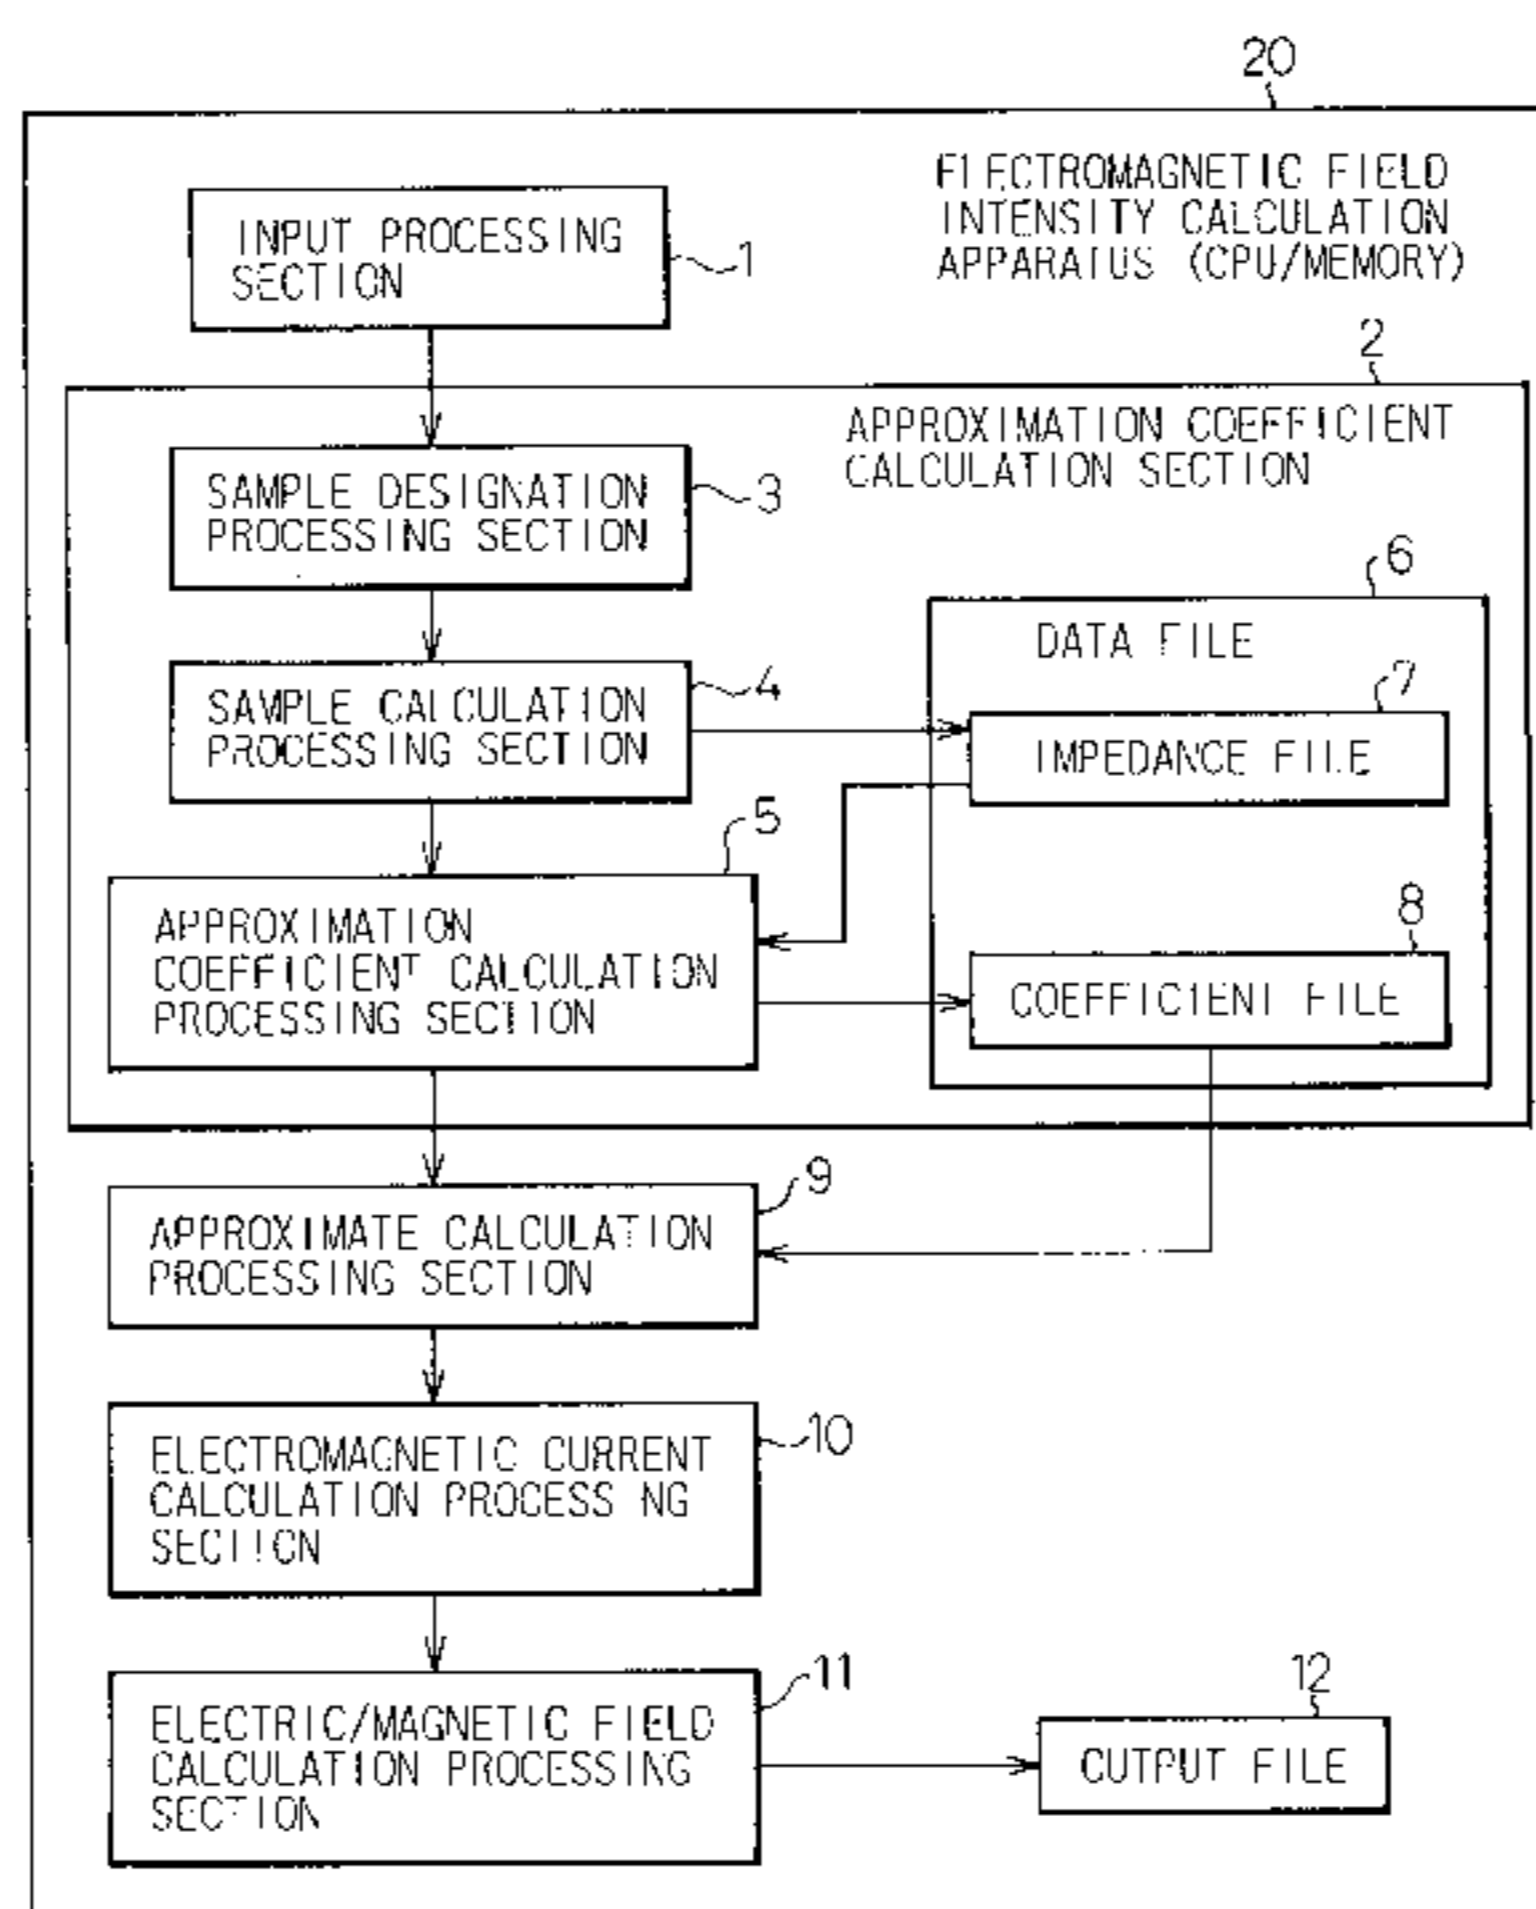 20
ELECTROMAGNETIC FIELD
INTENSITY CALCULATION
APPARATUS (CPU/MEMORY)
INPUT PROCESSING
SECTION
1
2
APPROXIMATION COEFFICIENT
CALCULATION SECTION
SAMPLE DESIGNATION
PROCESSING SECTION
3
6
DATA FILE
SAMPLE CALCULATION
PROCESSING SECTION
4
7
IMPEDANCE FILE
5
APPROXIMATION
COEFFICIENT CALCULATION
PROCESSING SECTION
8
COEFFICIENT FILE
9
APPROXIMATE CALCULATION
PROCESSING SECTION
10
ELECTROMAGNETIC CURRENT
CALCULATION PROCESSING
SECTION
11
ELECTRIC/MAGNETIC FIELD
CALCULATION PROCESSING
SECTION
12
OUTPUT FILE